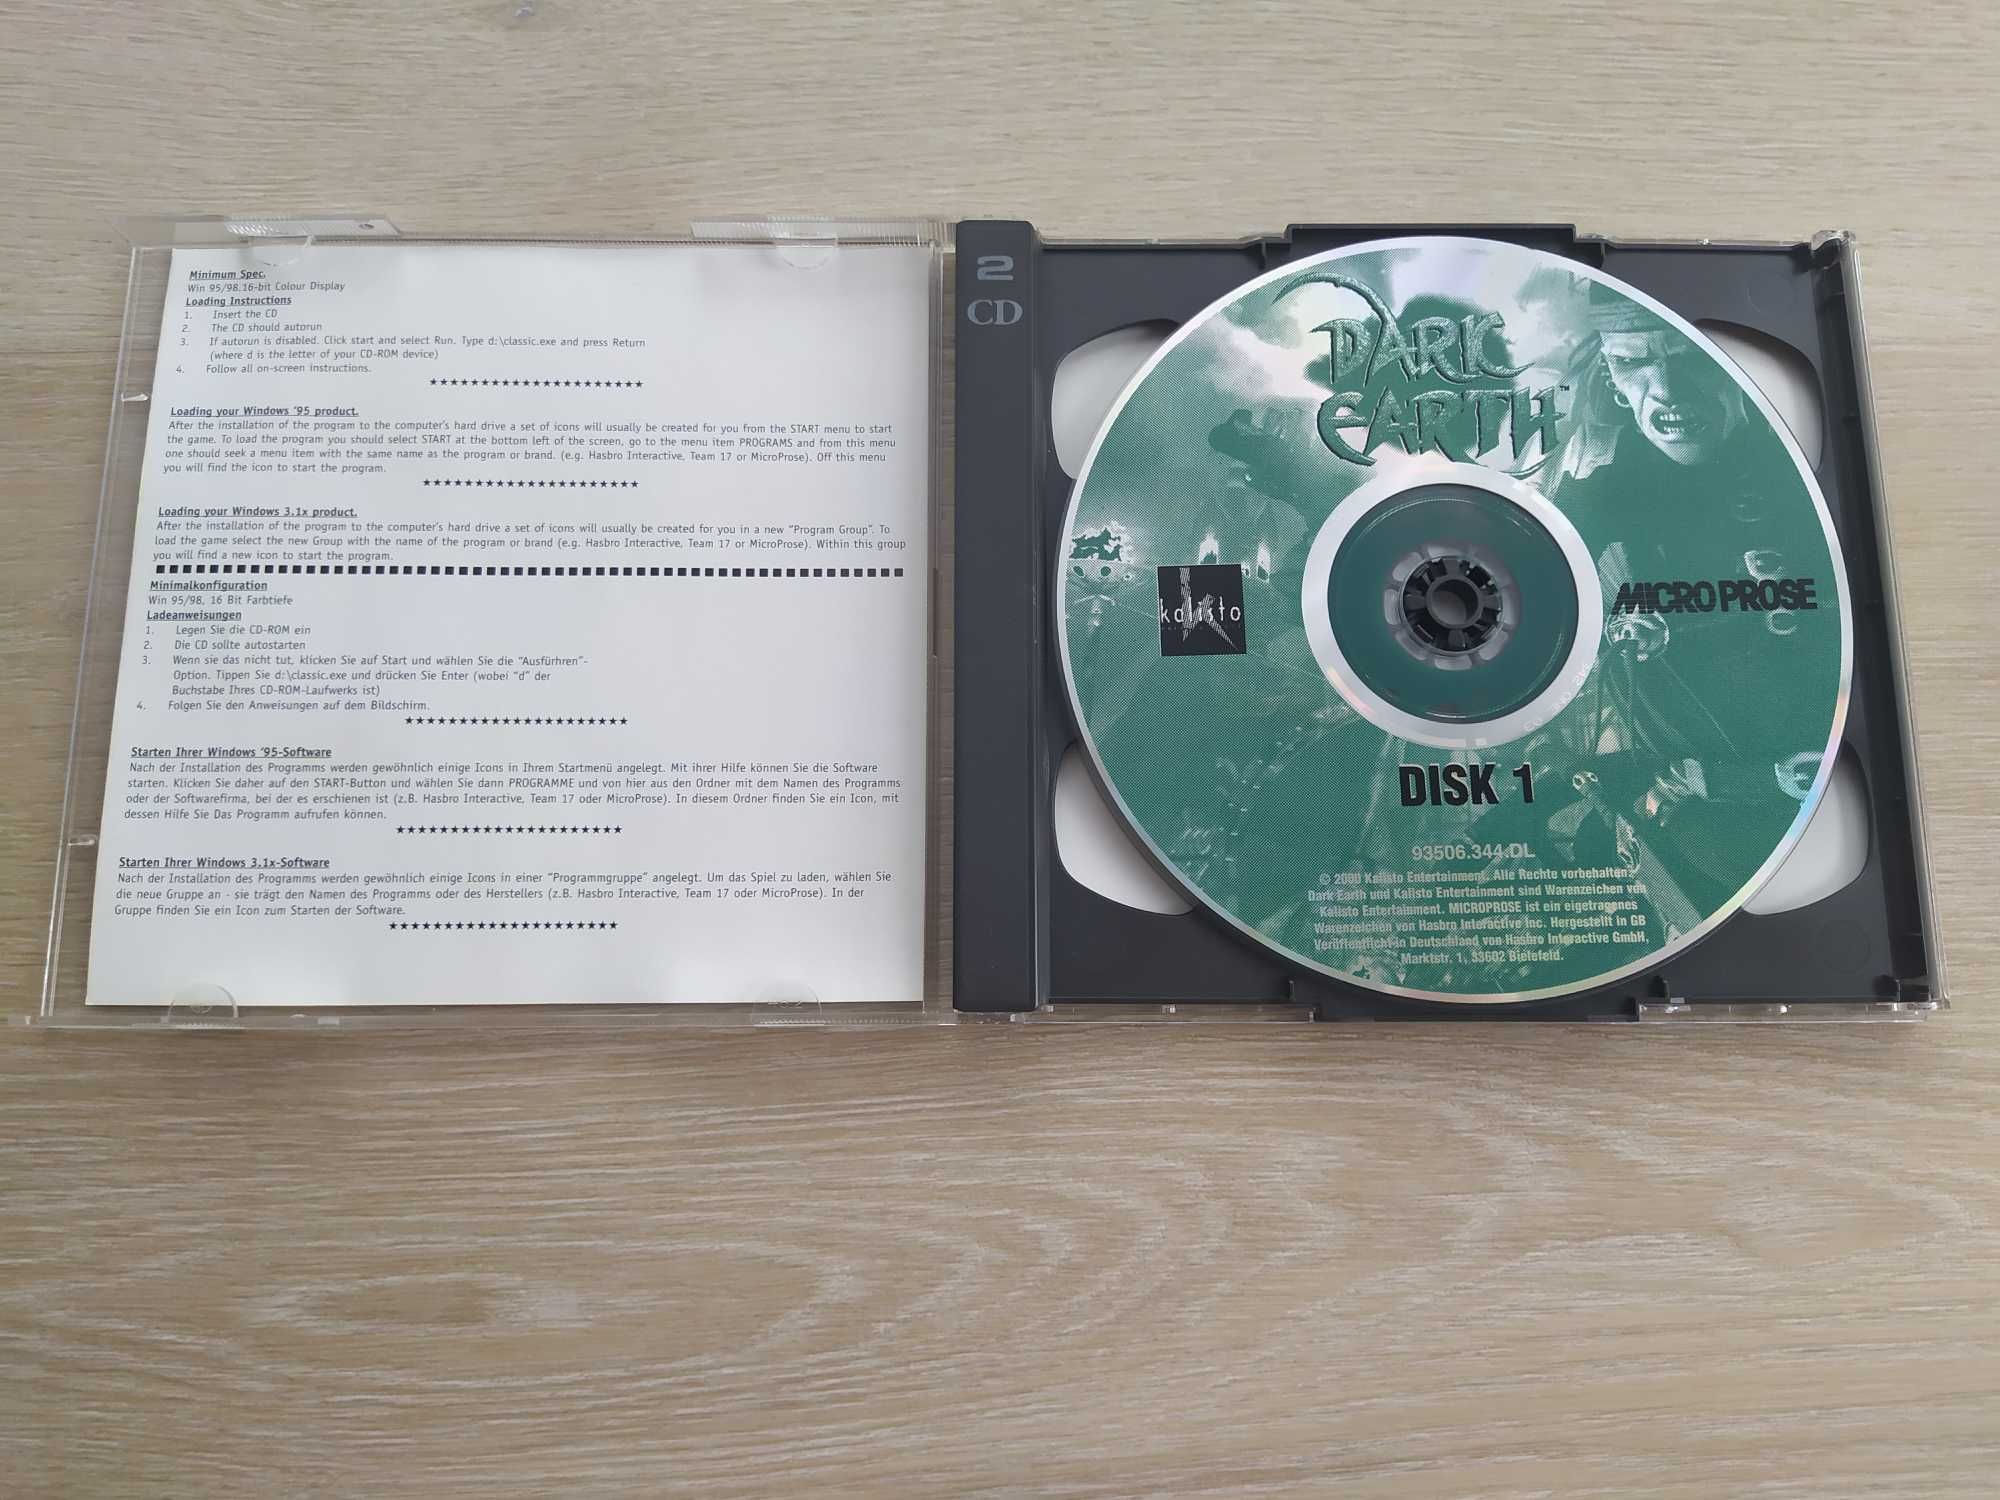 Minimum Spec.
Win 95/98.16-bit Colour Display
Loading Instructions
1. Insert the CD
2. The CD should autorun
3. If autorun is disabled. Click start and select Run. Type d:\classic.exe and press Return
(where d is the letter of your CD-ROM device)
4. Follow all on-screen instructions.
★★★★★★★★★★★★★★★★★★★★★
Loading your Windows '95 product.
After the installation of the program to the computer's hard drive a set of icons will usually be created for you from the START menu to start
the game. To load the program you should select START at the bottom left of the screen, go to the menu item PROGRAMS and from this menu
one should seek a menu item with the same name as the program or brand. (e.g. Hasbro Interactive, Team 17 or MicroProse). Off this menu
you will find the icon to start the program.
★★★★★★★★★★★★★★★★★★★★★
Loading your Windows 3.1x product.
After the installation of the program to the computer's hard drive a set of icons will usually be created for you in a new "Program Group". To
load the game select the new Group with the name of the program or brand (e.g. Hasbro Interactive, Team 17 or MicroProse). Within this group
you will find a new icon to start the program.
Minimalkonfiguration
Win 95/98, 16 Bit Farbtiefe
Ladeanweisungen
1. Legen Sie die CD-ROM ein
2. Die CD sollte autostarten
3. Wenn sie das nicht tut, klicken Sie auf Start und wählen Sie die "Ausfürhren"-
Option. Tippen Sie d:\classic.exe und drücken Sie Enter (wobei "d" der
Buchstabe Ihres CD-ROM-Laufwerks ist)
4. Folgen Sie den Anweisungen auf dem Bildschirm.
★★★★★★★★★★★★★★★★★★★★★
Starten Ihrer Windows '95-Software
Nach der Installation des Programms werden gewöhnlich einige Icons in Ihrem Startmenü angelegt. Mit ihrer Hilfe können Sie die Software
starten. Klicken Sie daher auf den START-Button und wählen Sie dann PROGRAMME und von hier aus den Ordner mit dem Namen des Programms
oder der Softwarefirma, bei der es erschienen ist (z.B. Hasbro Interactive, Team 17 oder MicroProse). In diesem Ordner finden Sie ein Icon, mit
dessen Hilfe Sie Das Programm aufrufen können.
★★★★★★★★★★★★★★★★★★★★★
Starten Ihrer Windows 3.1x-Software
Nach der Installation des Programms werden gewöhnlich einige Icons in einer "Programmgruppe" angelegt. Um das Spiel zu laden, wählen Sie
die neue Gruppe an - sie trägt den Namen des Programms oder des Herstellers (z.B. Hasbro Interactive, Team 17 oder MicroProse). In der
Gruppe finden Sie ein Icon zum Starten der Software.
★★★★★★★★★★★★★★★★★★★★★
2
CD
DARK
EARTH™
kalisto
MICROPROSE
DISK 1
93506.344.DL
© 2000 Kalisto Entertainment. Alle Rechte vorbehalten.
Dark Earth und Kalisto Entertainment sind Warenzeichen von
Kalisto Entertainment. MICROPROSE ist ein eigetragenes
Warenzeichen von Hasbro Interactive Inc. Hergestellt in GB
Veröffentlicht in Deutschland von Hasbro Interactive GmbH,
Marktstr. 1, 33602 Bielefeld.